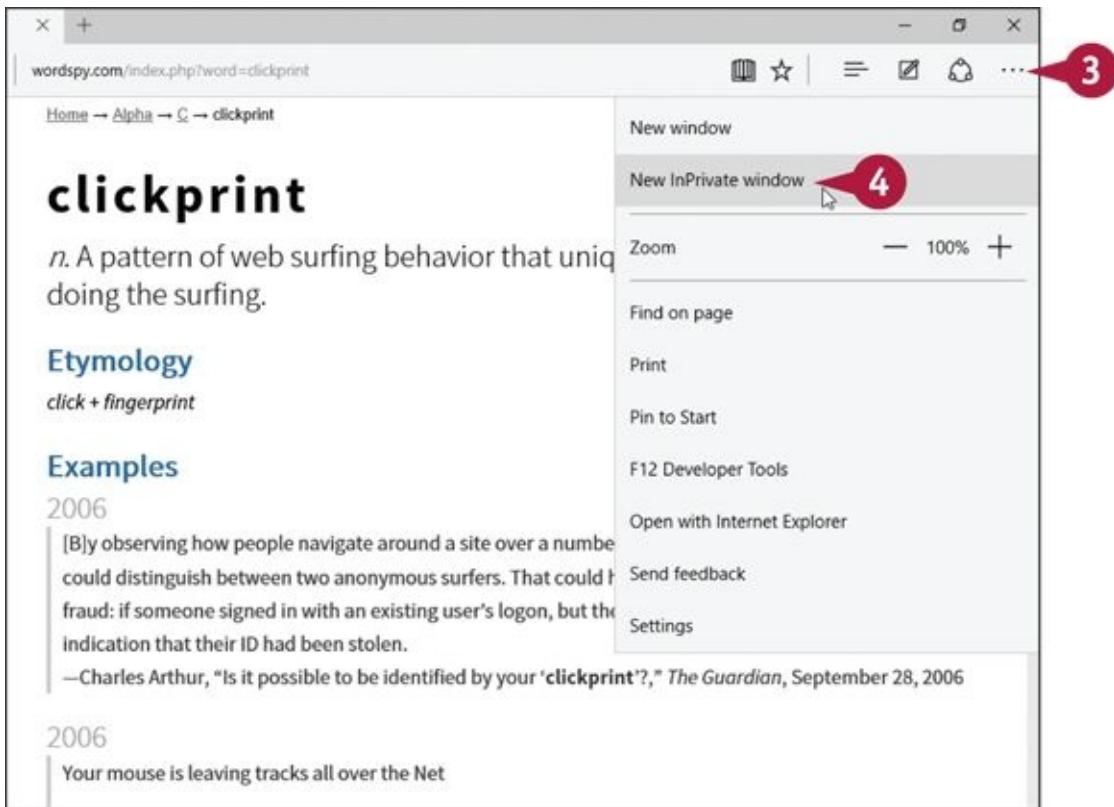 wordspy.com/index.php?word=clickprint
3
Home → Alpha → C → clickprint
New window
New InPrivate window
4
clickprint
Zoom
100%
n. A pattern of web surfing behavior that uniq
doing the surfing.
Find on page
Print
Etymology
click + fingerprint
Pin to Start
Examples
F12 Developer Tools
2006
Open with Internet Explorer
[B]y observing how people navigate around a site over a numbe
could distinguish between two anonymous surfers. That could h
Send feedback
fraud: if someone signed in with an existing user's logon, but the
Settings
indication that their ID had been stolen.
—Charles Arthur, “Is it possible to be identified by your ‘clickprint’?,” The Guardian, September 28, 2006
2006
Your mouse is leaving tracks all over the Net